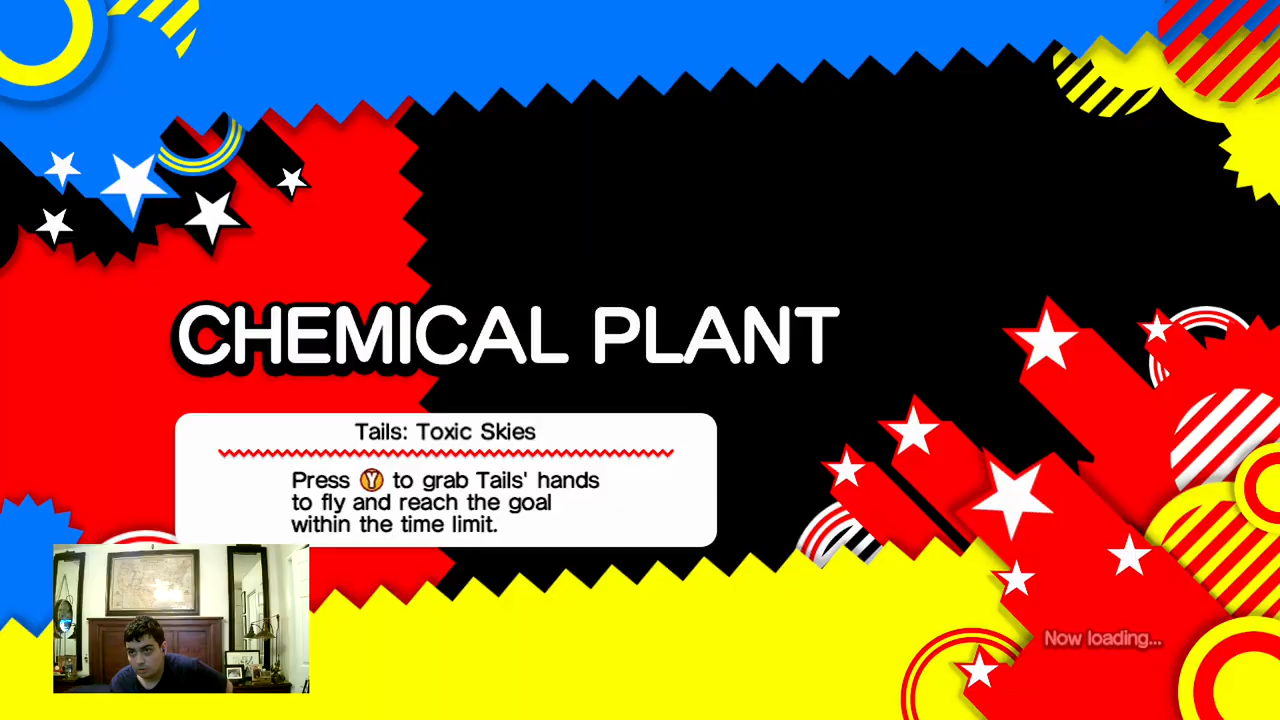 CHEMICAL PLANT
Tails: Toxic Skies
Press Y to grab Tails' hands
to fly and reach the goal
within the time limit.
Now loading...